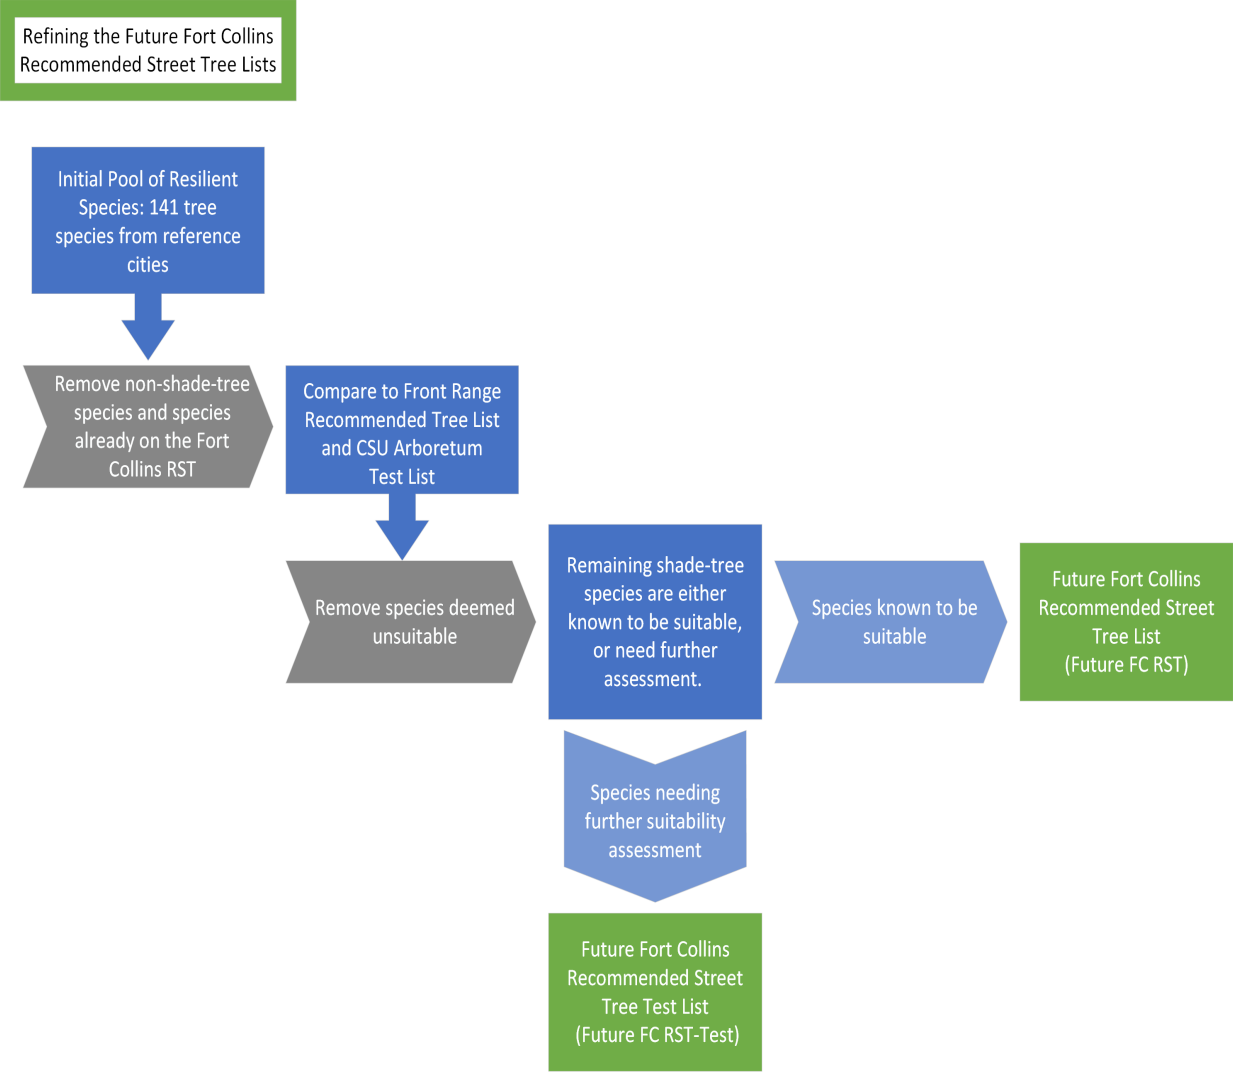 Refining the Future Fort Collins
Recommended Street Tree Lists
Initial Pool of Resilient
Species: 141 tree
species from reference
cities
Remove non-shade-tree
species and species
already on the Fort
Collins RST
Compare to Front Range
Recommended Tree List
and CSU Arboretum
Test List
Remove species deemed
unsuitable
Remaining shade-tree
species are either
known to be suitable,
or need further
assessment.
Species known to be
suitable
Future Fort Collins
Recommended Street
Tree List
(Future FC RST)
Species needing
further suitability
assessment
Future Fort Collins
Recommended Street
Tree Test List
(Future FC RST-Test)